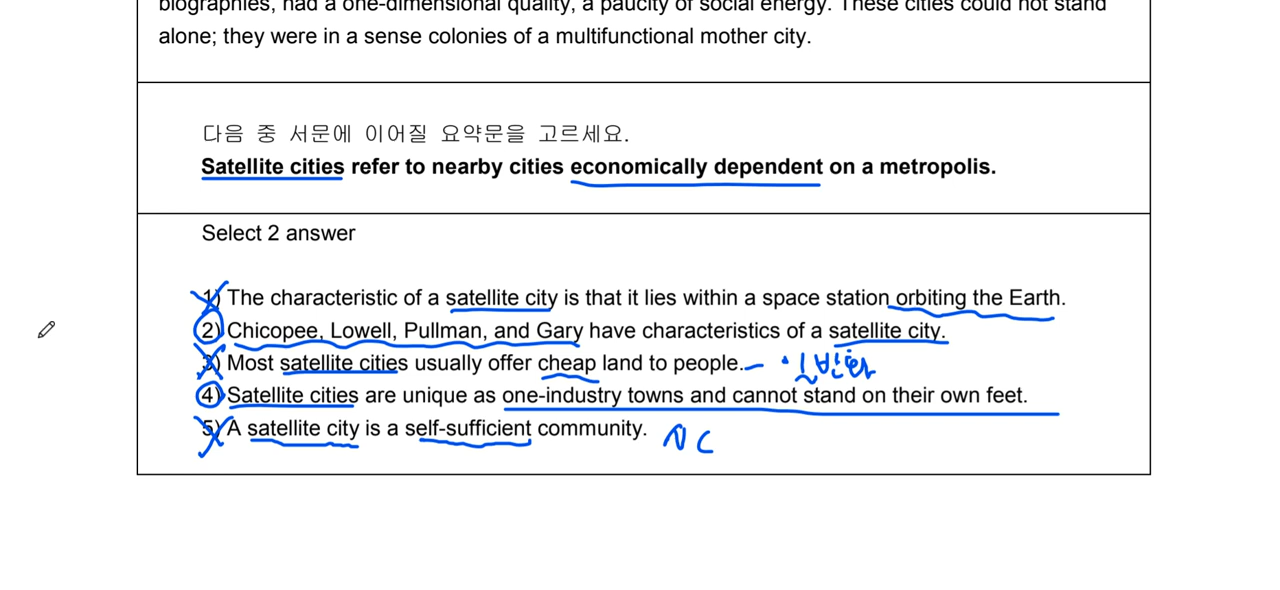 biographies, had a one-dimensional quality, a paucity of social energy. These cities could not stand
alone; they were in a sense colonies of a multifunctional mother city.
다음 중 서문에 이어질 요약문을 고르세요.
Satellite cities refer to nearby cities economically dependent on a metropolis.
Select 2 answer
1) The characteristic of a satellite city is that it lies within a space station orbiting the Earth.
2) Chicopee, Lowell, Pullman, and Gary have characteristics of a satellite city.
3) Most satellite cities usually offer cheap land to people. 일반화
4) Satellite cities are unique as one-industry towns and cannot stand on their own feet.
5) A satellite city is a self-sufficient community. NC